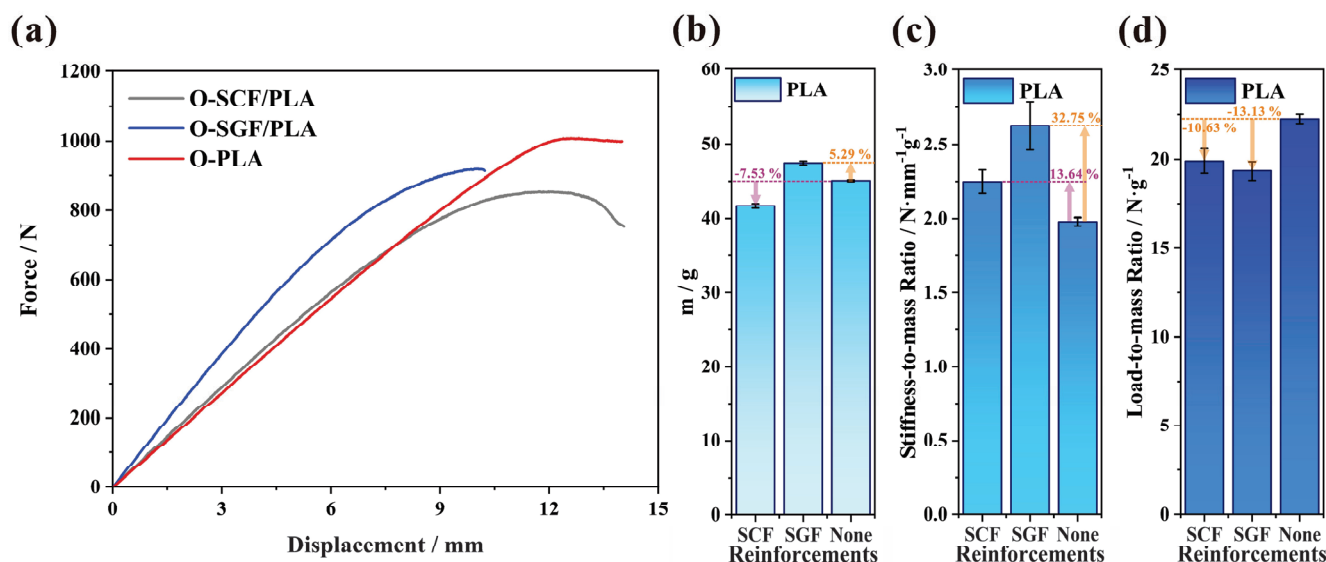 (a)
1200
1000
800
600
400
200
0
0 3 6 9 12 15
Force / N
Displacement / mm
O-SCF/PLA
O-SGF/PLA
O-PLA
(b)
60
50
40
30
20
10
0
m / g
PLA
-7.53 %
5.29 %
SCF SGF None
Reinforcements
(c)
3.0
2.5
2.0
1.5
1.0
0.5
0.0
Stiffness-to-mass Ratio / N·mm⁻¹g⁻¹
PLA
32.75 %
13.64 %
SCF SGF None
Reinforcements
(d)
25
20
15
10
5
0
Load-to-mass Ratio / N·g⁻¹
PLA
-10.63 %
-13.13 %
SCF SGF None
Reinforcements